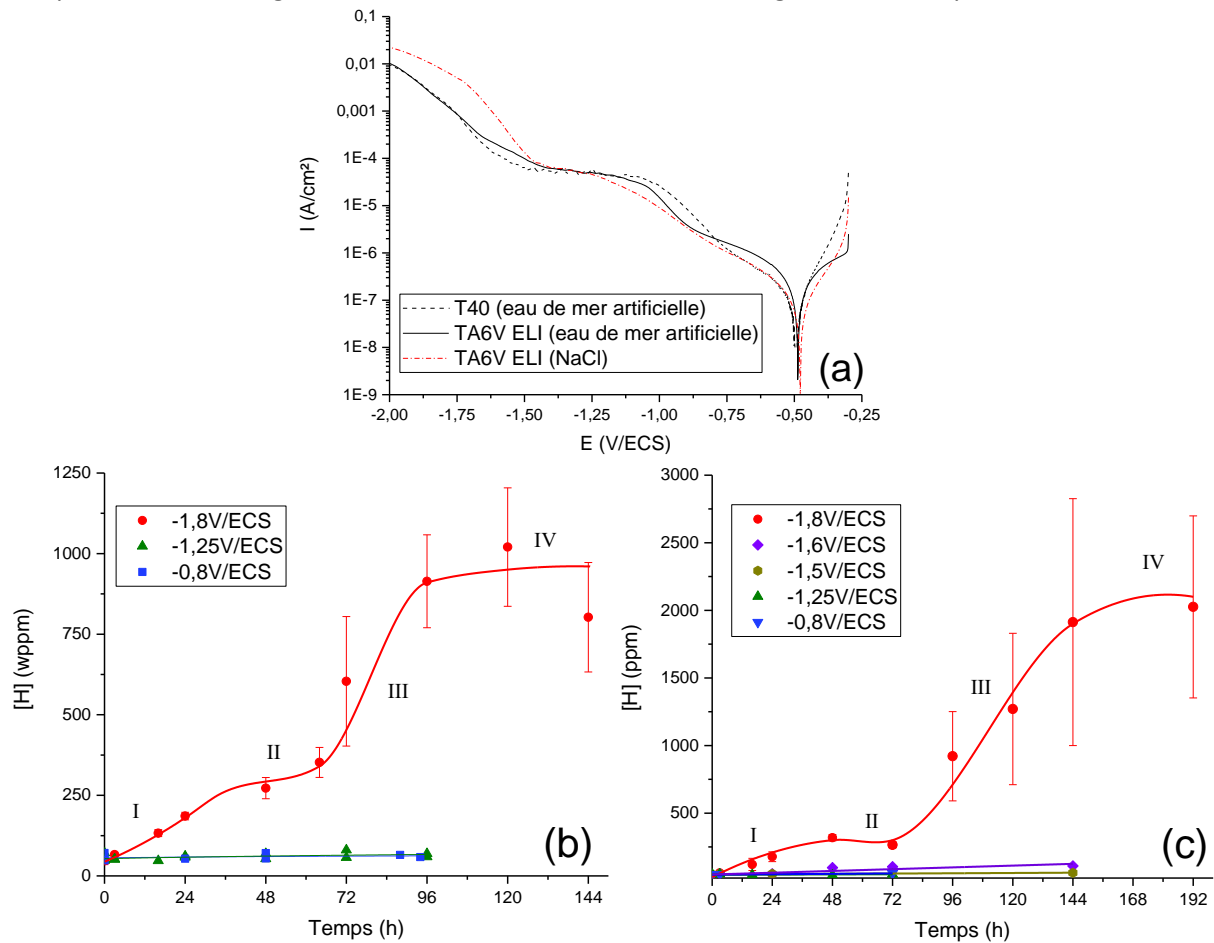 0,1
0,01
0,001
1E-4
1E-5
1E-6
1E-7
1E-8
1E-9
I (A/cm²)
T40 (eau de mer artificielle)
TA6V ELI (eau de mer artificielle)
TA6V ELI (NaCl)
(a)
-2,00 -1,75 -1,50 -1,25 -1,00 -0,75 -0,50 -0,25
E (V/ECS)
1250
1000
750
500
250
0
[H] (wppm)
-1,8V/ECS
-1,25V/ECS
-0,8V/ECS
I
II
III
IV
(b)
0 24 48 72 96 120 144
Temps (h)
3000
2500
2000
1500
1000
500
[H] (ppm)
-1,8V/ECS
-1,6V/ECS
-1,5V/ECS
-1,25V/ECS
-0,8V/ECS
I
II
III
IV
(c)
0 24 48 72 96 120 144 168 192
Temps (h)